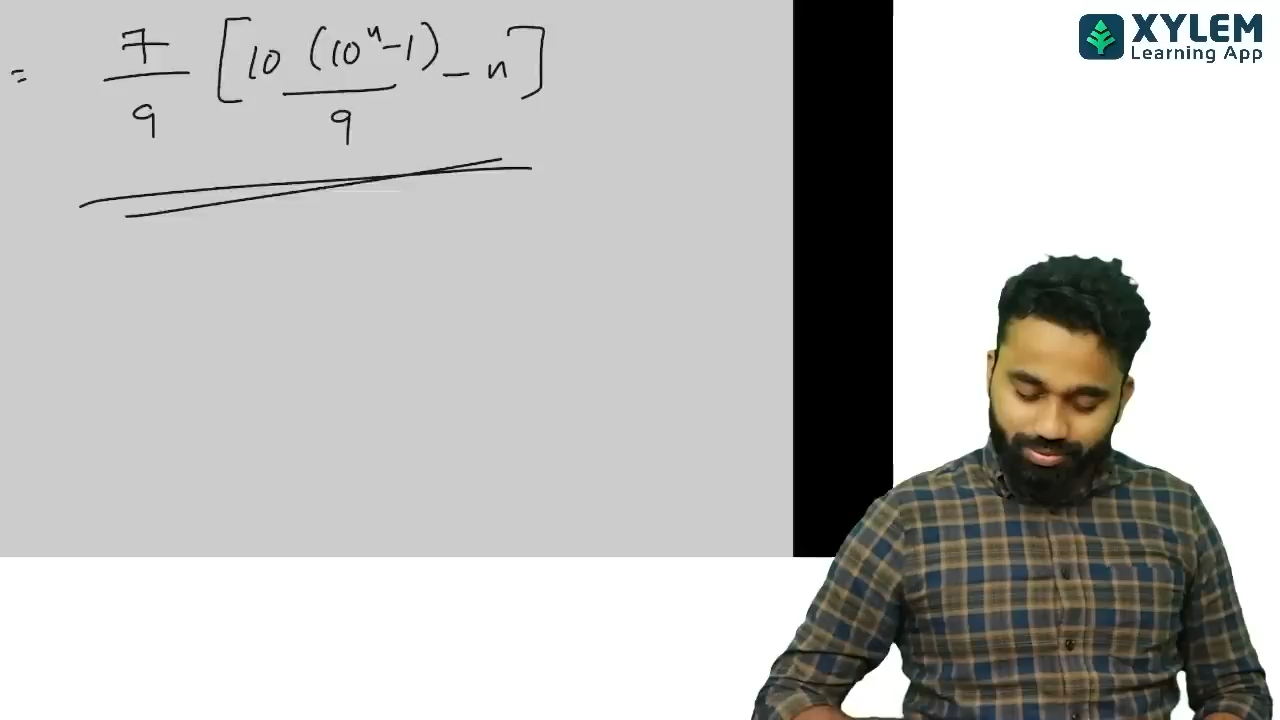 = 7/9 [10 (10ⁿ-1)/9 - n]
XYLEM
Learning App